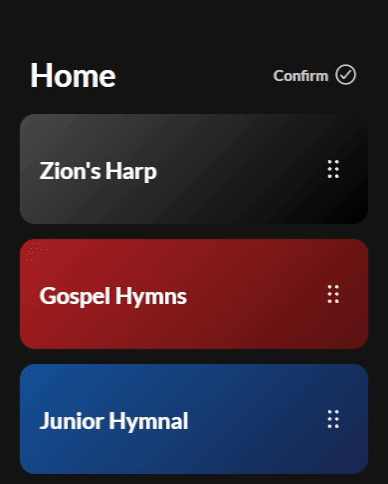 Home
Confirm
Zion's Harp
Gospel Hymns
Junior Hymnal